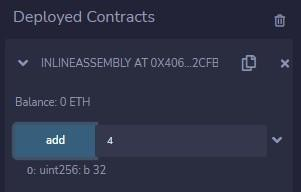 Deployed Contracts
INLINEASSEMBLY AT 0X406...2CFB
Balance: 0 ETH
add 4
0: uint256: b 32